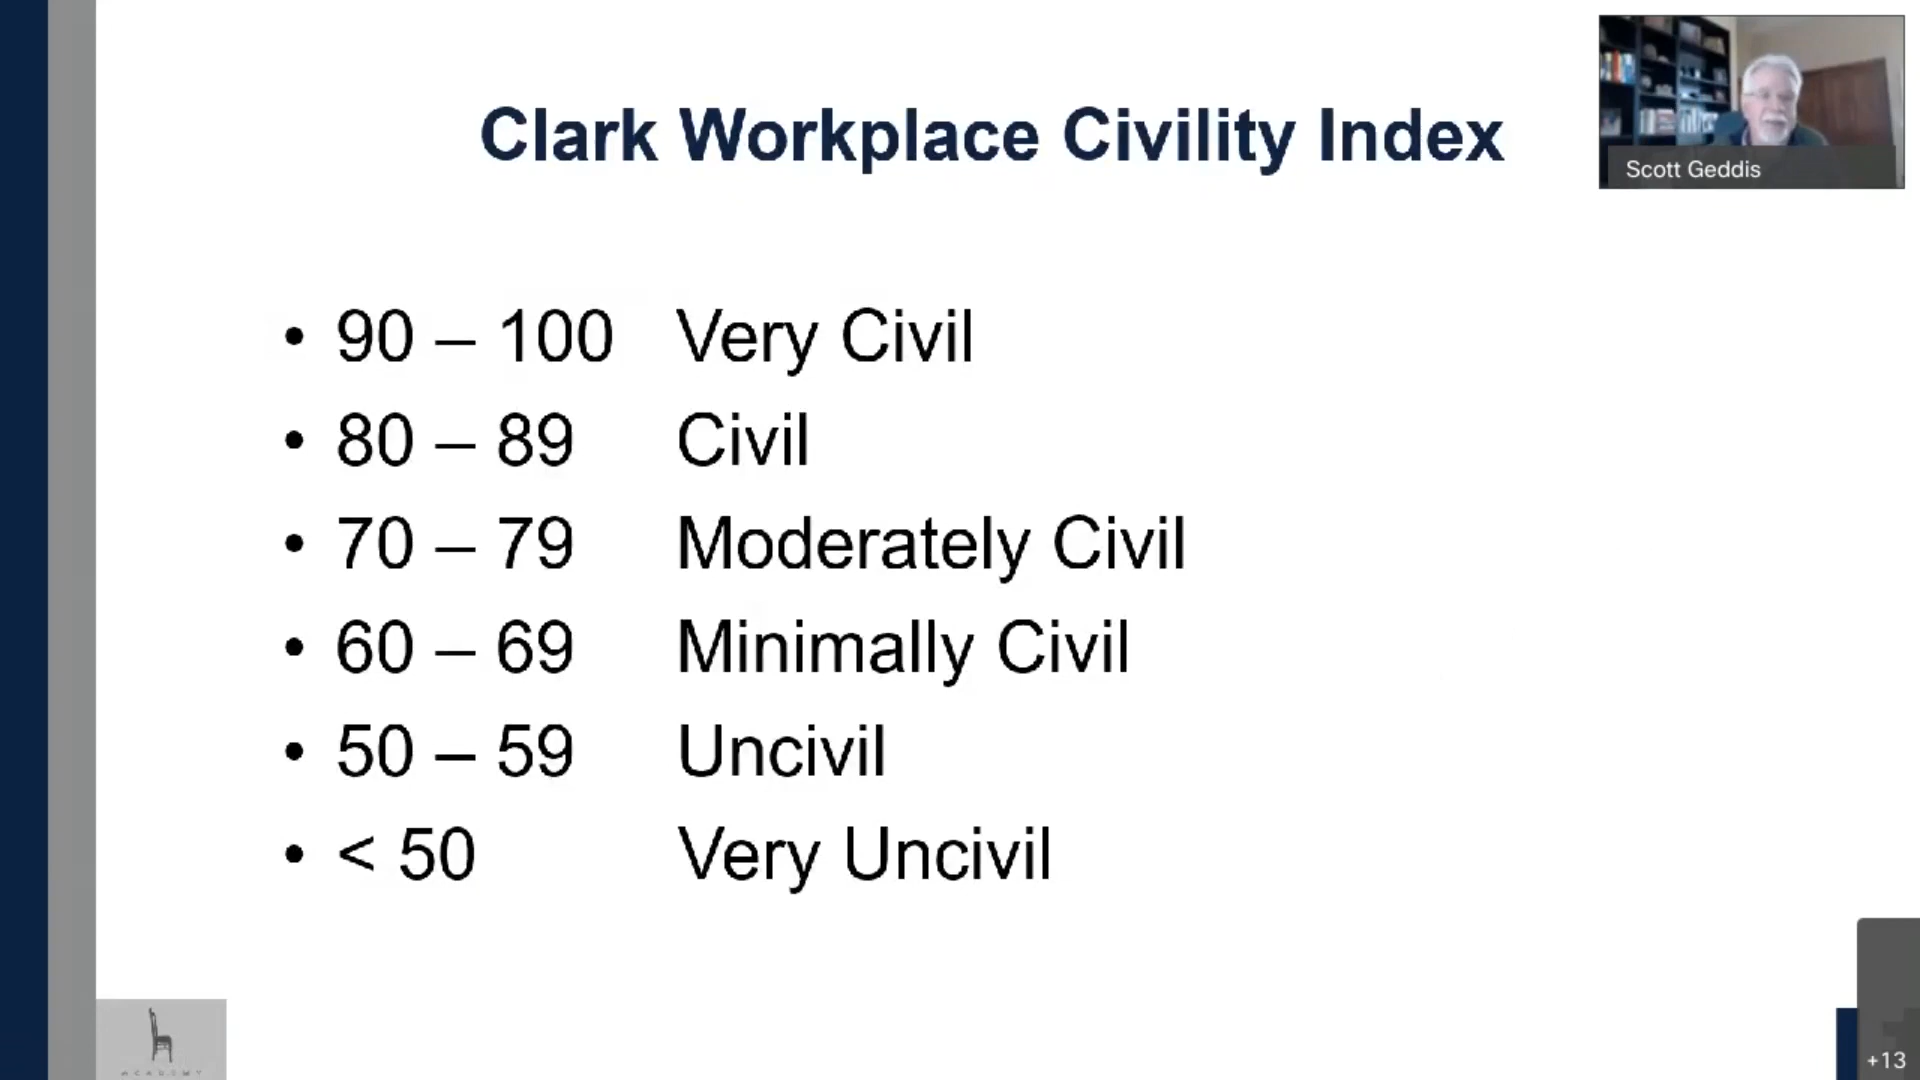 Clark Workplace Civility Index
Scott Geddis
• 90 – 100 Very Civil
• 80 – 89 Civil
• 70 – 79 Moderately Civil
• 60 – 69 Minimally Civil
• 50 – 59 Uncivil
• < 50 Very Uncivil
ACADEMY
+13